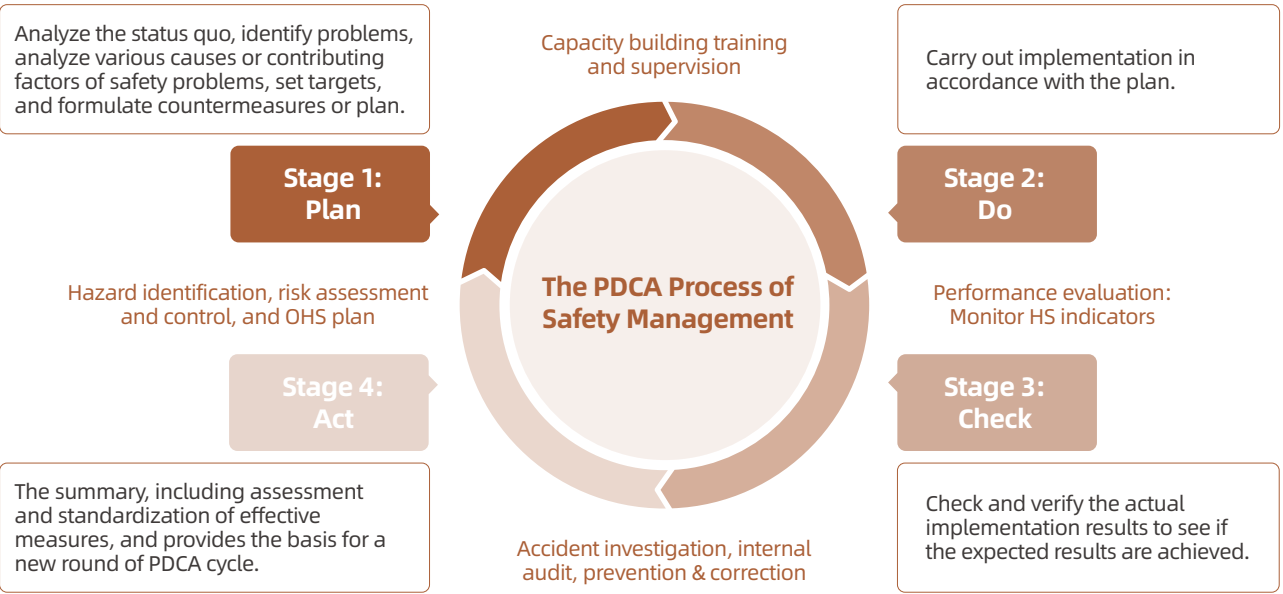 Analyze the status quo, identify problems,
analyze various causes or contributing
factors of safety problems, set targets,
and formulate countermeasures or plan.
Capacity building training
and supervision
Carry out implementation in
accordance with the plan.
Stage 1:
Plan
Stage 2:
Do
Hazard identification, risk assessment
and control, and OHS plan
The PDCA Process of
Safety Management
Performance evaluation:
Monitor HS indicators
Stage 4:
Act
Stage 3:
Check
The summary, including assessment
and standardization of effective
measures, and provides the basis for a
new round of PDCA cycle.
Accident investigation, internal
audit, prevention & correction
Check and verify the actual
implementation results to see if
the expected results are achieved.